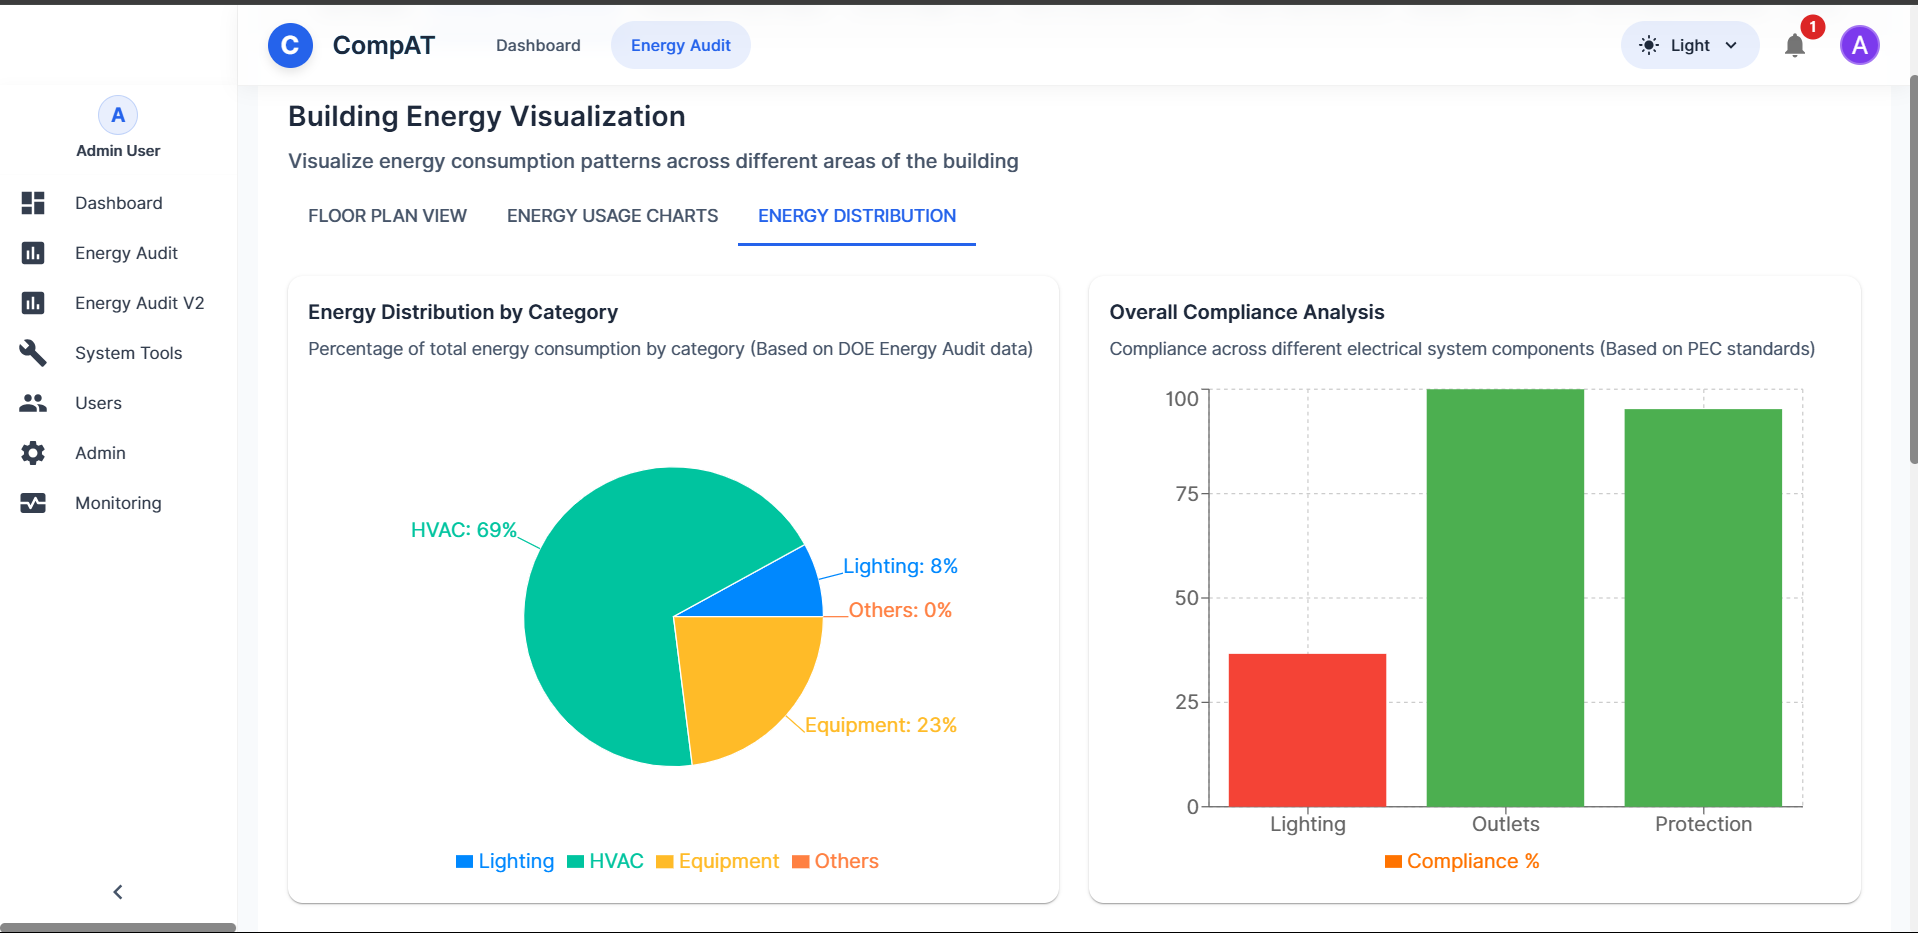 C CompAT Dashboard Energy Audit Light 1 A
A
Admin User
Dashboard
Energy Audit
Energy Audit V2
System Tools
Users
Admin
Monitoring
Building Energy Visualization
Visualize energy consumption patterns across different areas of the building
FLOOR PLAN VIEW ENERGY USAGE CHARTS ENERGY DISTRIBUTION
Energy Distribution by Category
Percentage of total energy consumption by category (Based on DOE Energy Audit data)
HVAC: 69%
Lighting: 8%
Others: 0%
Equipment: 23%
Lighting HVAC Equipment Others
Overall Compliance Analysis
Compliance across different electrical system components (Based on PEC standards)
100
75
50
25
0
Lighting Outlets Protection
Compliance %